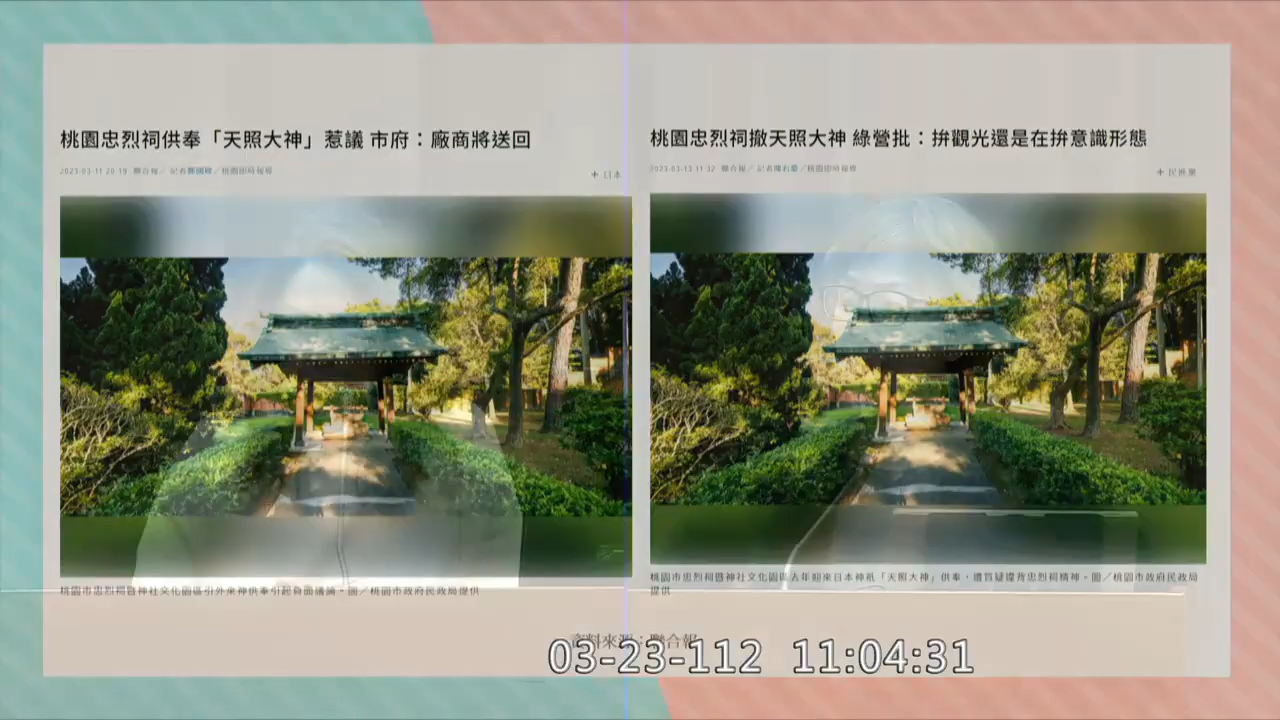 桃園忠烈祠供奉「天照大神」惹議 市府：廠商將送回
2023-03-11 20:19 聯合報／ 記者
／桃園即時報導
+ 日本
桃園市忠烈祠暨神社文化園區引外來神供奉引起負面議論。圖／桃園市政府民政局提供
桃園忠烈祠撤天照大神 綠營批：拚觀光還是在拚意識形態
2023-03-13 11:32 聯合報／ 記者
／桃園即時報導
+ 民進黨
桃園市忠烈祠暨神社文化園區去年迎來日本神祇「天照大神」供奉，遭質疑違背忠烈祠精神。圖／桃園市政府民政局
提供
資料來源：聯合報
03-23-112 11:04:31